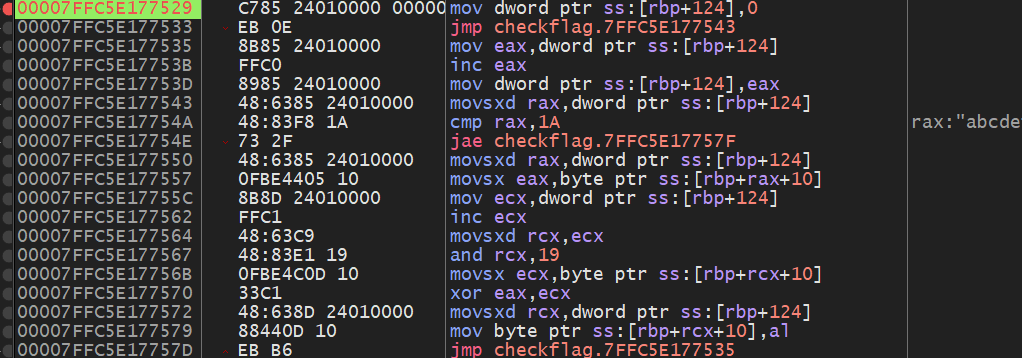 00007FFC5E177529 C785 24010000 00000 mov dword ptr ss:[rbp+124],0
00007FFC5E177533 EB 0E jmp checkflag.7FFC5E177543
00007FFC5E177535 8B85 24010000 mov eax,dword ptr ss:[rbp+124]
00007FFC5E17753B FFC0 inc eax
00007FFC5E17753D 8985 24010000 mov dword ptr ss:[rbp+124],eax
00007FFC5E177543 48:6385 24010000 movsxd rax,dword ptr ss:[rbp+124]
00007FFC5E17754A 48:83F8 1A cmp rax,1A rax:"abcde
00007FFC5E17754E 73 2F jae checkflag.7FFC5E17757F
00007FFC5E177550 48:6385 24010000 movsxd rax,dword ptr ss:[rbp+124]
00007FFC5E177557 0FBE4405 10 movsx eax,byte ptr ss:[rbp+rax+10]
00007FFC5E17755C 8B8D 24010000 mov ecx,dword ptr ss:[rbp+124]
00007FFC5E177562 FFC1 inc ecx
00007FFC5E177564 48:63C9 movsxd rcx,ecx
00007FFC5E177567 48:83E1 19 and rcx,19
00007FFC5E17756B 0FBE4C0D 10 movsx ecx,byte ptr ss:[rbp+rcx+10]
00007FFC5E177570 33C1 xor eax,ecx
00007FFC5E177572 48:638D 24010000 movsxd rcx,dword ptr ss:[rbp+124]
00007FFC5E177579 88440D 10 mov byte ptr ss:[rbp+rcx+10],al
00007FFC5E17757D EB B6 jmp checkflag.7FFC5E177535